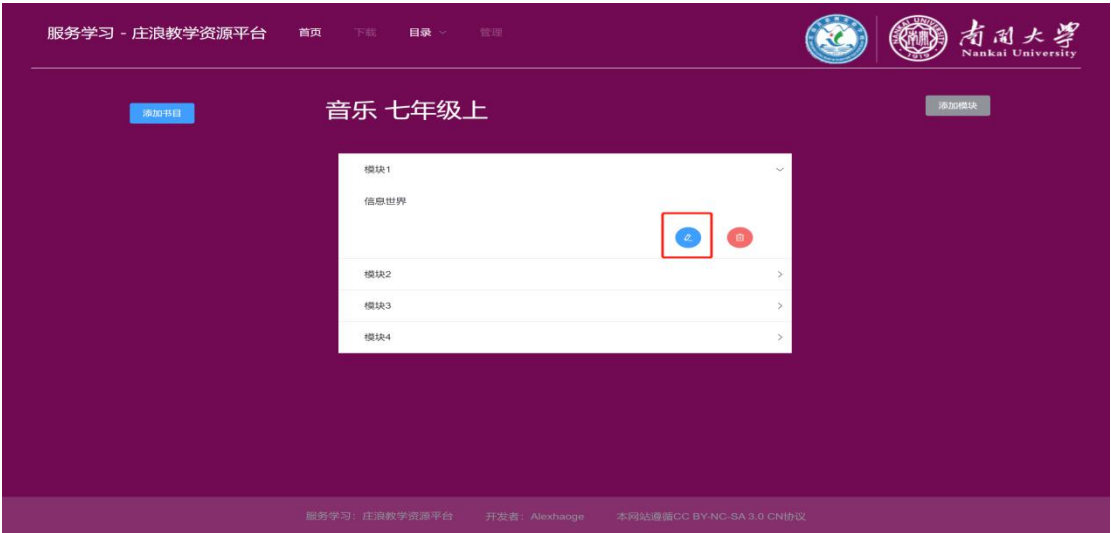 服务学习 - 庄浪教学资源平台 首页 下载 目录 管理
南开大学
Nankai University
添加书目
音乐 七年级上
添加模块
模块1
信息世界
模块2
模块3
模块4
服务学习：庄浪教学资源平台 开发者：Alexhaoge 本网站遵循CC BY-NC-SA 3.0 CN协议